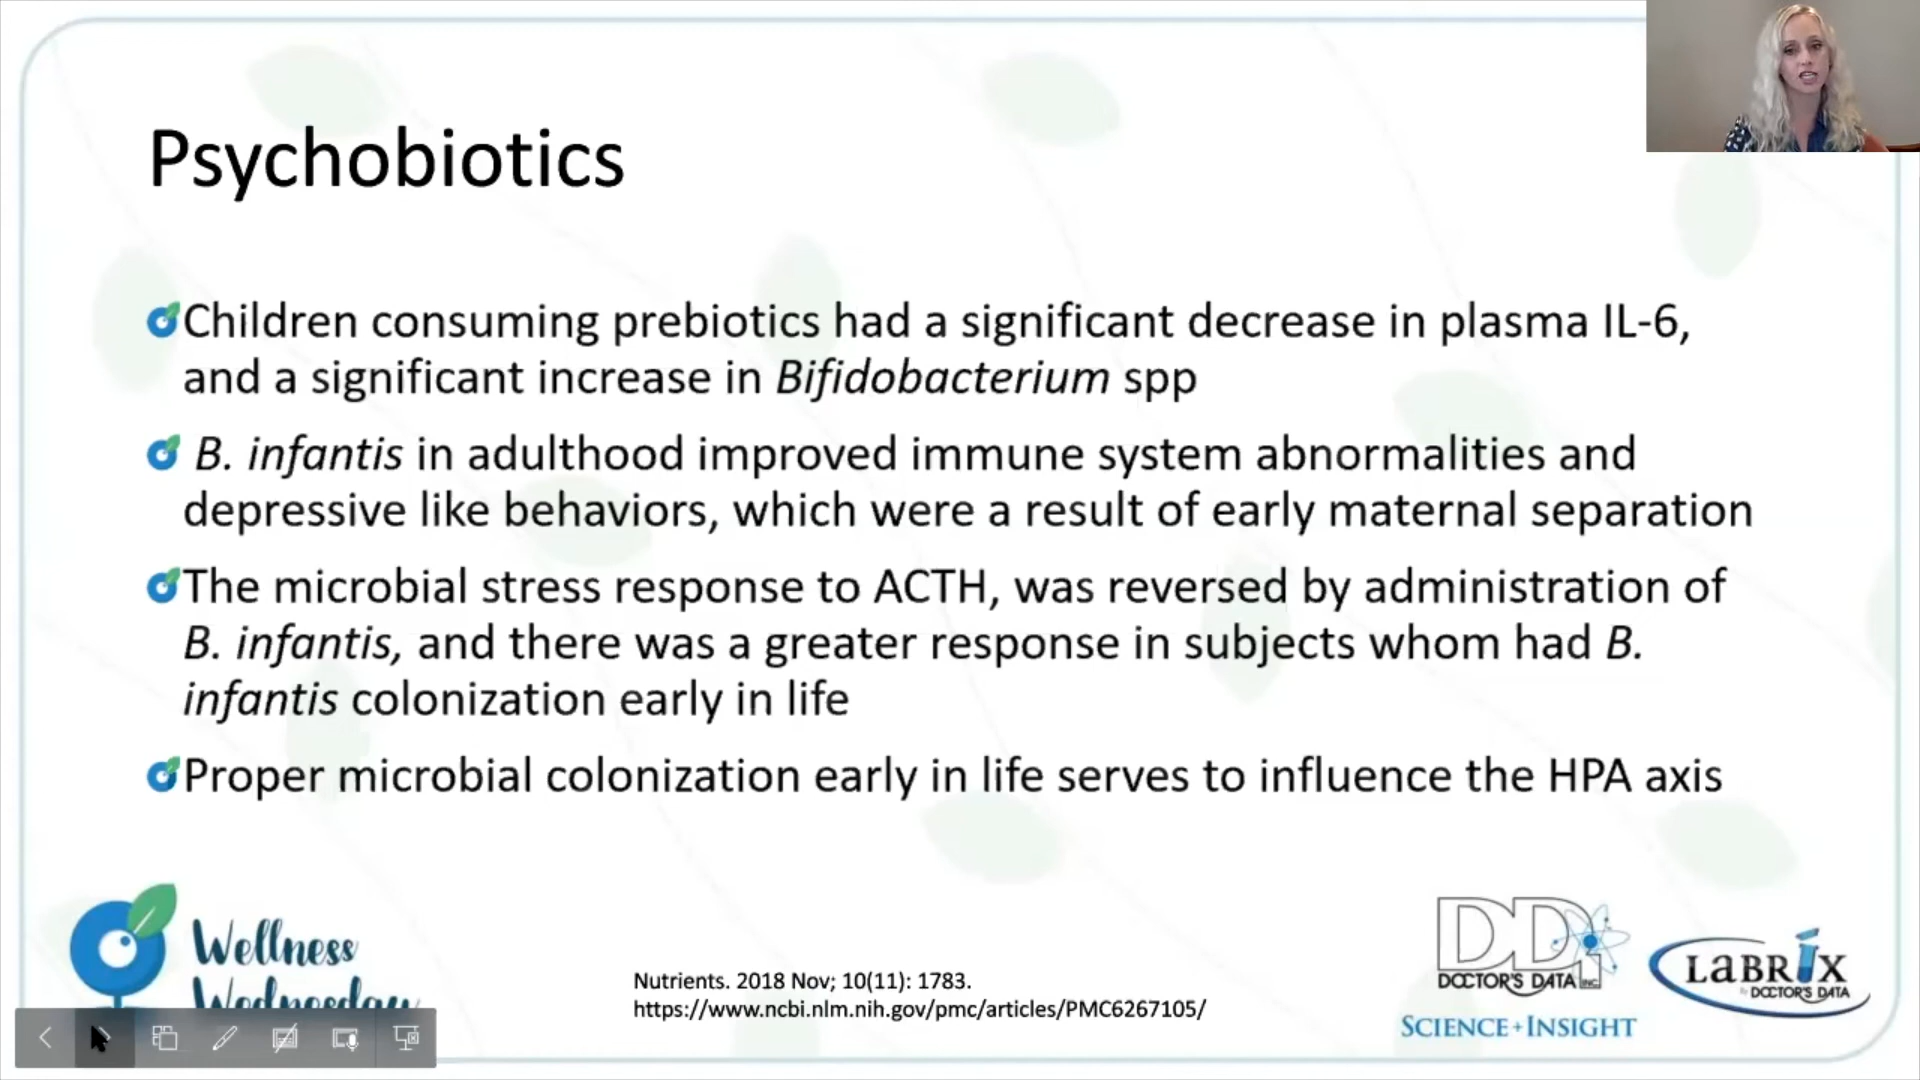 Psychobiotics
Children consuming prebiotics had a significant decrease in plasma IL-6,
and a significant increase in Bifidobacterium spp
B. infantis in adulthood improved immune system abnormalities and
depressive like behaviors, which were a result of early maternal separation
The microbial stress response to ACTH, was reversed by administration of
B. infantis, and there was a greater response in subjects whom had B.
infantis colonization early in life
Proper microbial colonization early in life serves to influence the HPA axis
Wellness
Wednesday
Nutrients. 2018 Nov; 10(11): 1783.
https://www.ncbi.nlm.nih.gov/pmc/articles/PMC6267105/
DDI
DOCTOR'S DATA INC.
SCIENCE + INSIGHT
LABRIX
by DOCTOR'S DATA